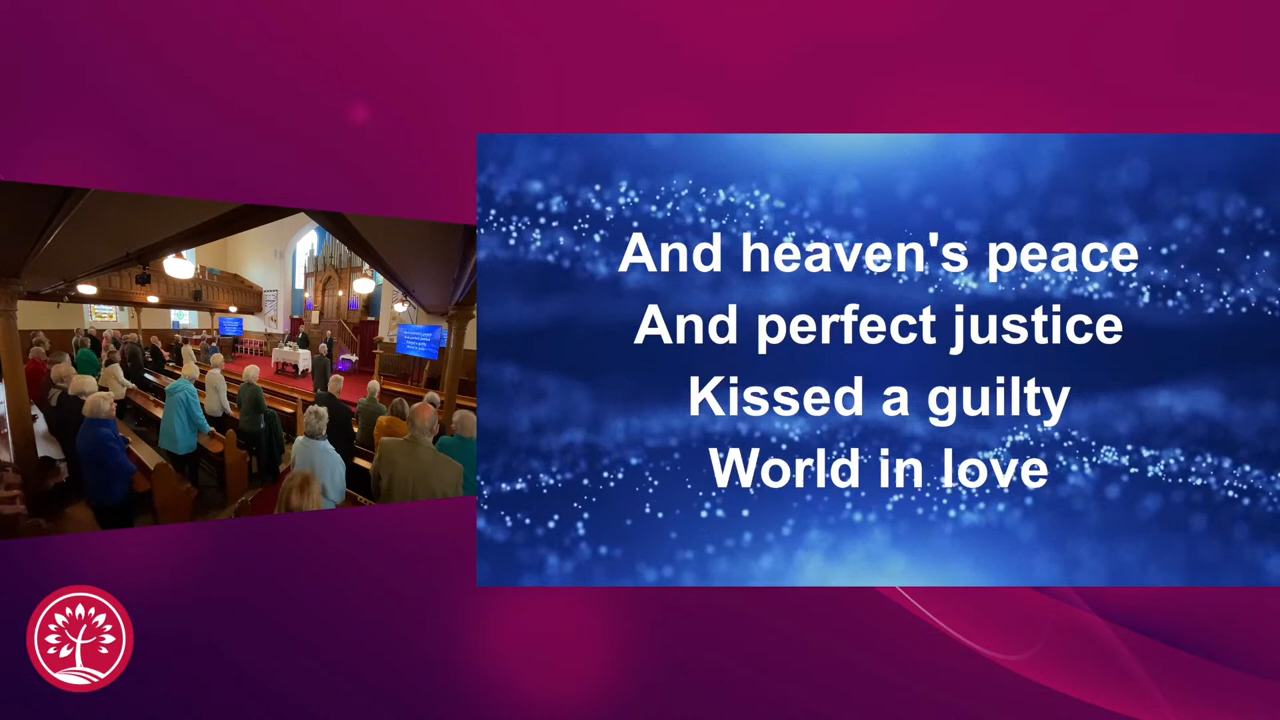 And heaven's peace
And perfect justice
Kissed a guilty
World in love